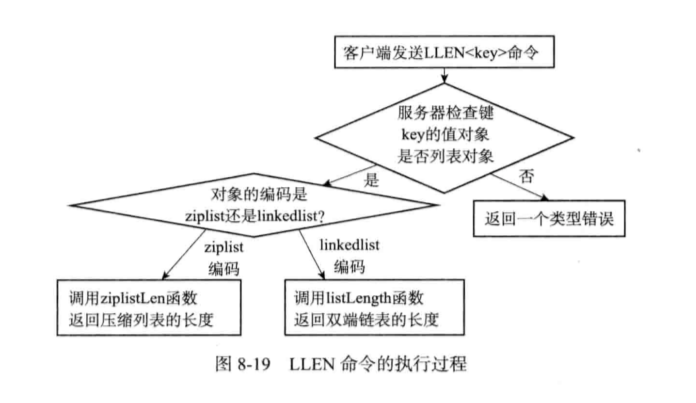 客户端发送LLEN<key>命令
服务器检查键
key的值对象
是否列表对象
是
否
对象的编码是
ziplist还是linkedlist?
返回一个类型错误
ziplist
编码
linkedlist
编码
调用ziplistLen函数
返回压缩列表的长度
调用listLength函数
返回双端链表的长度
图 8-19 LLEN 命令的执行过程